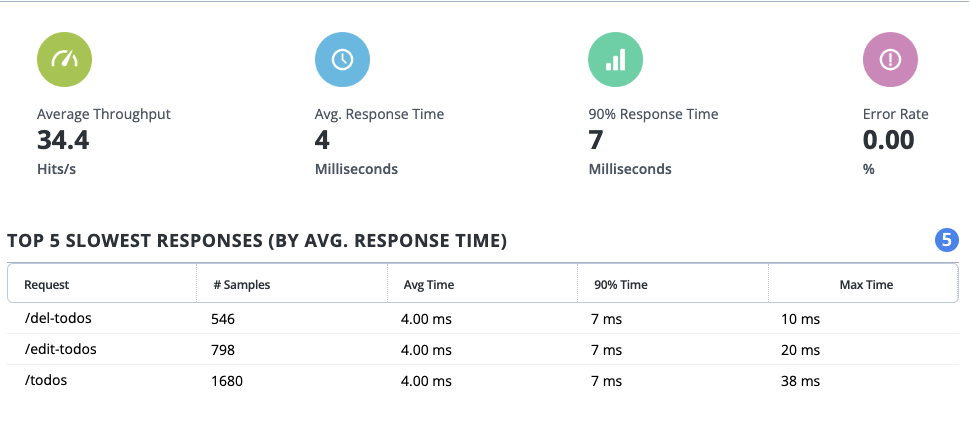 Average Throughput
34.4
Hits/s
Avg. Response Time
4
Milliseconds
90% Response Time
7
Milliseconds
Error Rate
0.00
%
TOP 5 SLOWEST RESPONSES (BY AVG. RESPONSE TIME) 5
Request # Samples Avg Time 90% Time Max Time
/del-todos 546 4.00 ms 7 ms 10 ms
/edit-todos 798 4.00 ms 7 ms 20 ms
/todos 1680 4.00 ms 7 ms 38 ms